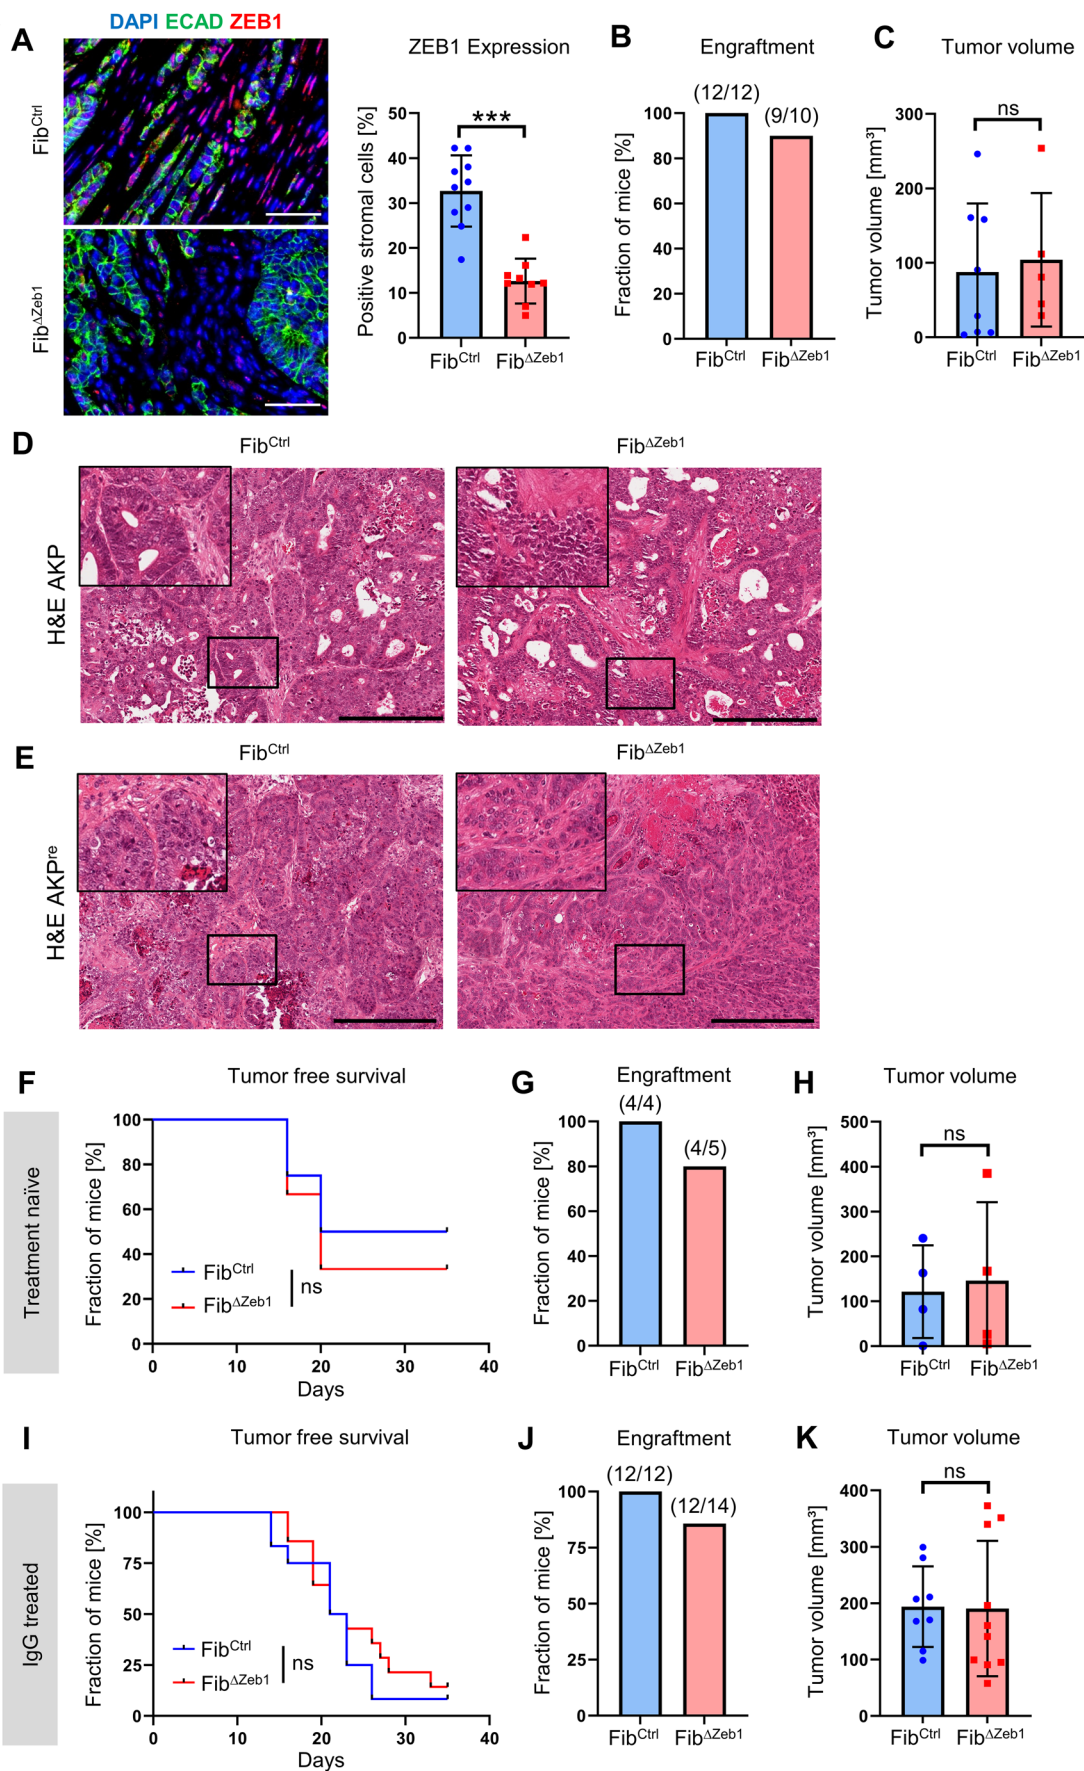 A
DAPI ECAD ZEB1
Fib^Ctrl
Fib^ΔZeb1
ZEB1 Expression
Positive stromal cells [%]
50
40
30
20
10
0
***
Fib^Ctrl
Fib^ΔZeb1
B
Engraftment
(12/12)
(9/10)
Fraction of mice [%]
100
80
60
40
20
0
Fib^Ctrl
Fib^ΔZeb1
C
Tumor volume
ns
Tumor volume [mm³]
300
200
100
0
Fib^Ctrl
Fib^ΔZeb1
D
Fib^Ctrl
Fib^ΔZeb1
H&E AKP
E
Fib^Ctrl
Fib^ΔZeb1
H&E AKP^re
Treatment naïve
F
Tumor free survival
Fraction of mice [%]
100
80
60
40
20
0
Fib^Ctrl
Fib^ΔZeb1
ns
0
10
20
30
40
Days
G
Engraftment
(4/4)
(4/5)
Fraction of mice [%]
100
80
60
40
20
0
Fib^Ctrl
Fib^ΔZeb1
H
Tumor volume
ns
Tumor volume [mm³]
500
400
300
200
100
0
Fib^Ctrl
Fib^ΔZeb1
IgG treated
I
Tumor free survival
Fraction of mice [%]
100
75
50
25
0
Fib^Ctrl
Fib^ΔZeb1
ns
0
10
20
30
40
Days
J
Engraftment
(12/12)
(12/14)
Fraction of mice [%]
100
75
50
25
0
Fib^Ctrl
Fib^ΔZeb1
K
Tumor volume
ns
Tumor volume [mm³]
400
300
200
100
0
Fib^Ctrl
Fib^ΔZeb1